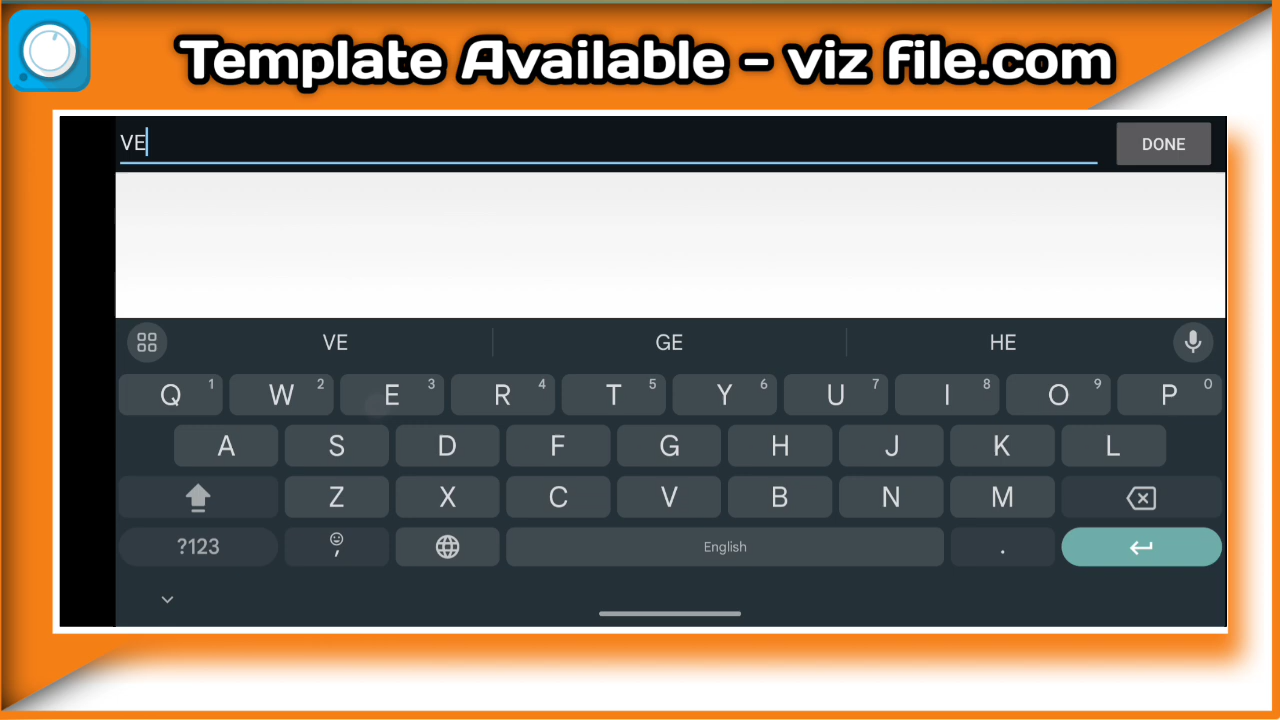 Template Available - viz file.com
VE
DONE
VE GE HE
Q 1 W 2 E 3 R 4 T 5 Y 6 U 7 I 8 O 9 P 0
A S D F G H J K L
Z X C V B N M
?123 , English .